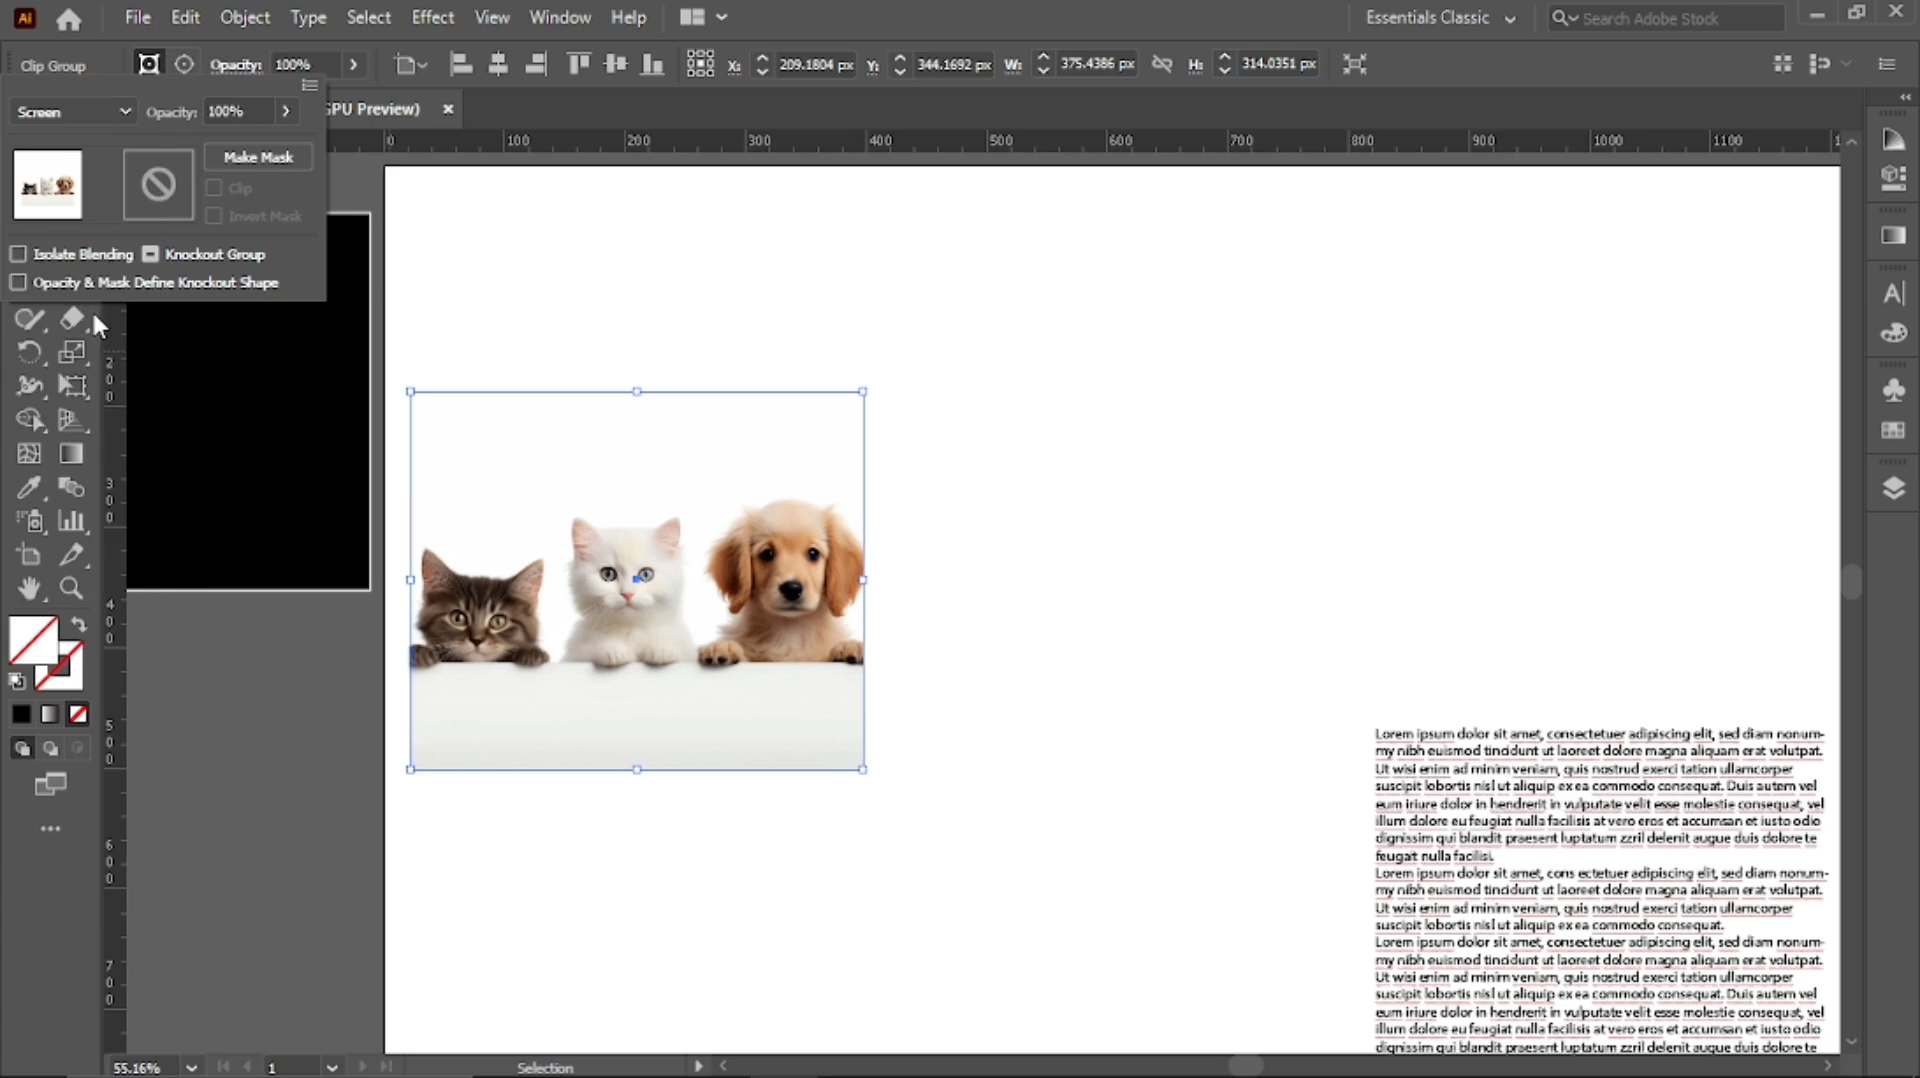 Ai File Edit Object Type Select Effect View Window Help Essentials Classic Search Adobe Stock
Clip Group Opacity: 100% X: 209.1804 px Y: 344.1692 px W: 375.4386 px H: 314.0351 px
Screen Opacity: 100%
GPU Preview)
0 100 200 300 400 500 600 700 800 900 1000 1100 1
Make Mask
Clip
Invert Mask
Isolate Blending Knockout Group
Opacity & Mask Define Knockout Shape
200
300
400
500
600
700
Lorem ipsum dolor sit amet, consectetuer adipiscing elit, sed diam nonum-
my nibh euismod tincidunt ut laoreet dolore magna aliquam erat volutpat.
Ut wisi enim ad minim veniam, quis nostrud exerci tation ullamcorper
suscipit lobortis nisl ut aliquip ex ea commodo consequat. Duis autem vel
eum iriure dolor in hendrerit in vulputate velit esse molestie consequat, vel
illum dolore eu feugiat nulla facilisis at vero eros et accumsan et iusto odio
dignissim qui blandit praesent luptatum zzril delenit augue duis dolore te
feugait nulla facilisi.
Lorem ipsum dolor sit amet, cons ectetuer adipiscing elit, sed diam nonum-
my nibh euismod tincidunt ut laoreet dolore magna aliquam erat volutpat.
Ut wisi enim ad minim veniam, quis nostrud exerci tation ullamcorper
suscipit lobortis nisl ut aliquip ex ea commodo consequat.
Lorem ipsum dolor sit amet, consectetuer adipiscing elit, sed diam nonum-
my nibh euismod tincidunt ut laoreet dolore magna aliquam erat volutpat.
Ut wisi enim ad minim veniam, quis nostrud exerci tation ullamcorper
suscipit lobortis nisl ut aliquip ex ea commodo consequat. Duis autem vel
eum iriure dolor in hendrerit in vulputate velit esse molestie consequat, vel
illum dolore eu feugiat nulla facilisis at vero eros et accumsan et iusto odio
dignissim qui blandit praesent luptatum zzril delenit augue duis dolore te
55.16% 1 Selection